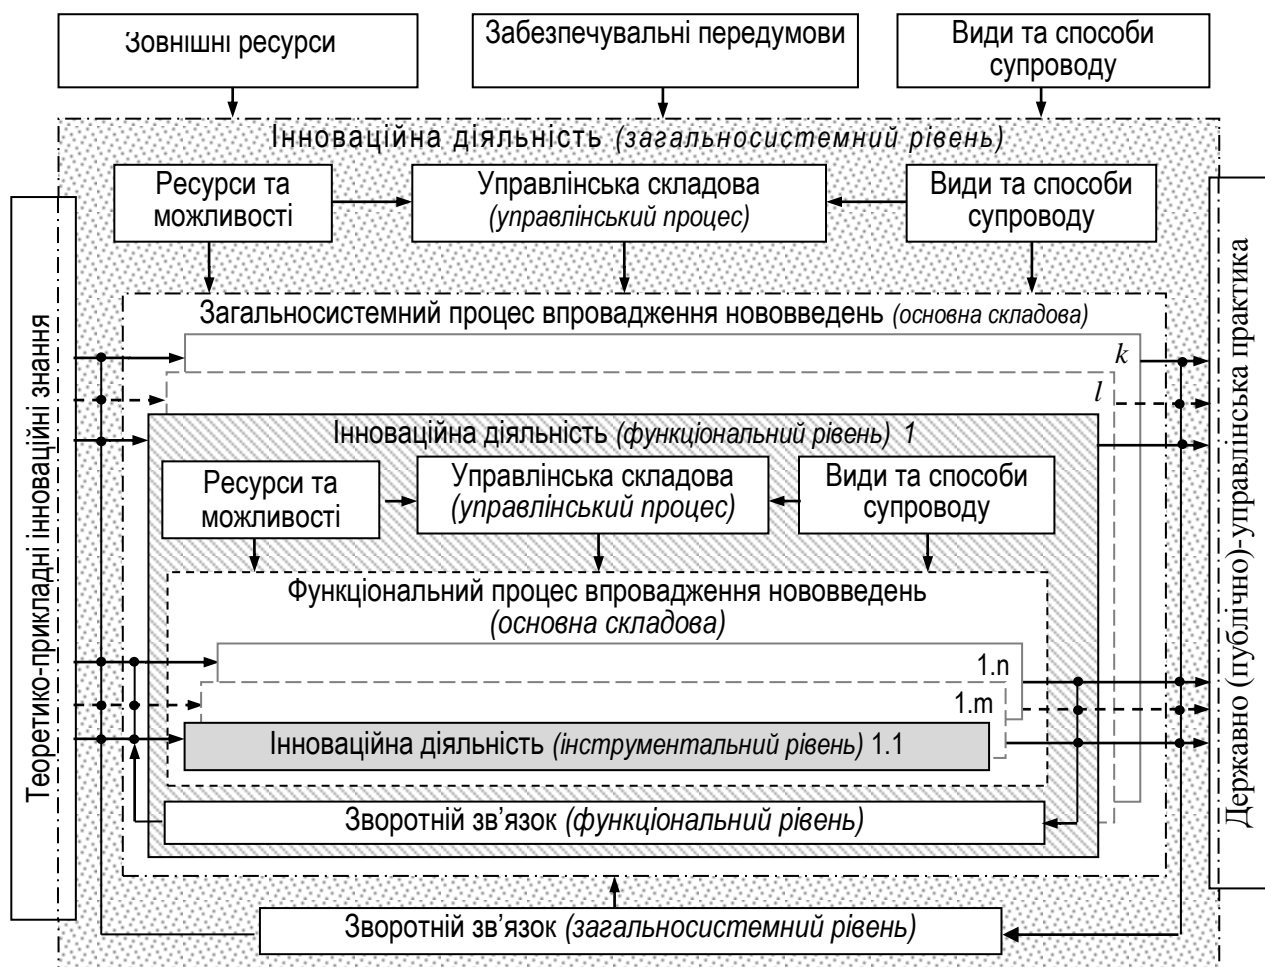 Зовнішні ресурси
Забезпечувальні передумови
Види та способи
супроводу
Інноваційна діяльність (загальносистемний рівень)
Ресурси та
можливості
Управлінська складова
(управлінський процес)
Види та способи
супроводу
Теоретико-прикладні інноваційні знання
Державно (публічно)-управлінська практика
Загальносистемний процес впровадження нововведень (основна складова)
k
l
Інноваційна діяльність (функціональний рівень) 1
Ресурси та
можливості
Управлінська складова
(управлінський процес)
Види та способи
супроводу
Функціональний процес впровадження нововведень
(основна складова)
1.n
1.m
Інноваційна діяльність (інструментальний рівень) 1.1
Зворотній зв’язок (функціональний рівень)
Зворотній зв’язок (загальносистемний рівень)